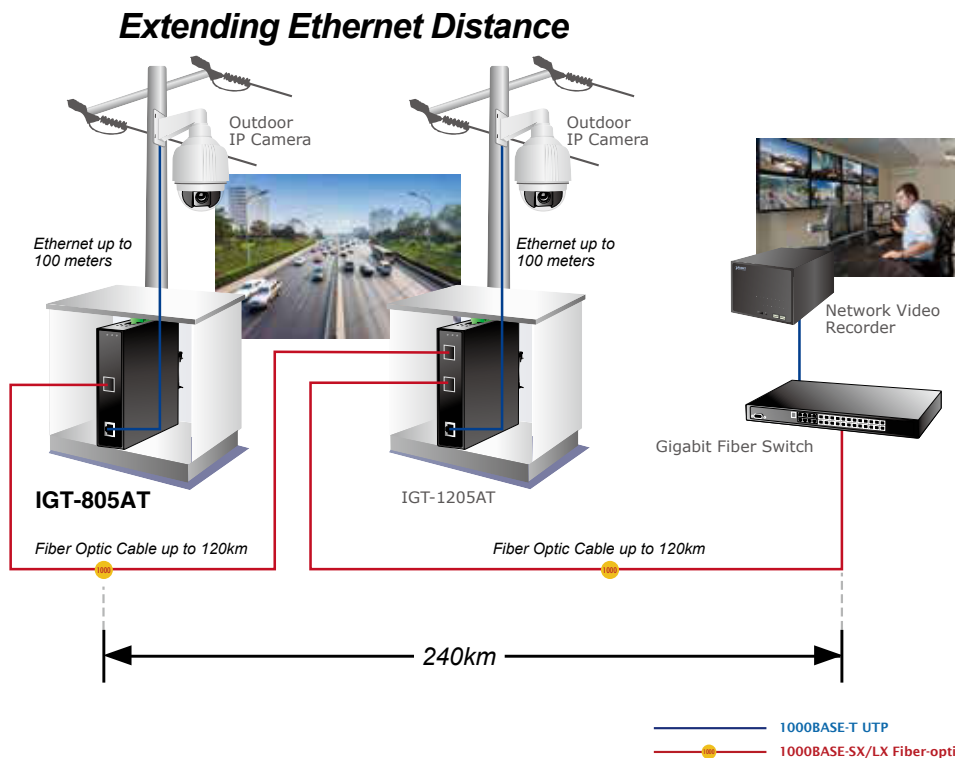 Extending Ethernet Distance
Outdoor
IP Camera
Outdoor
IP Camera
Ethernet up to
100 meters
Ethernet up to
100 meters
Network Video
Recorder
Gigabit Fiber Switch
IGT-805AT
IGT-1205AT
Fiber Optic Cable up to 120km
Fiber Optic Cable up to 120km
1000
1000
240km
1000BASE-T UTP
1000
1000BASE-SX/LX Fiber-opti